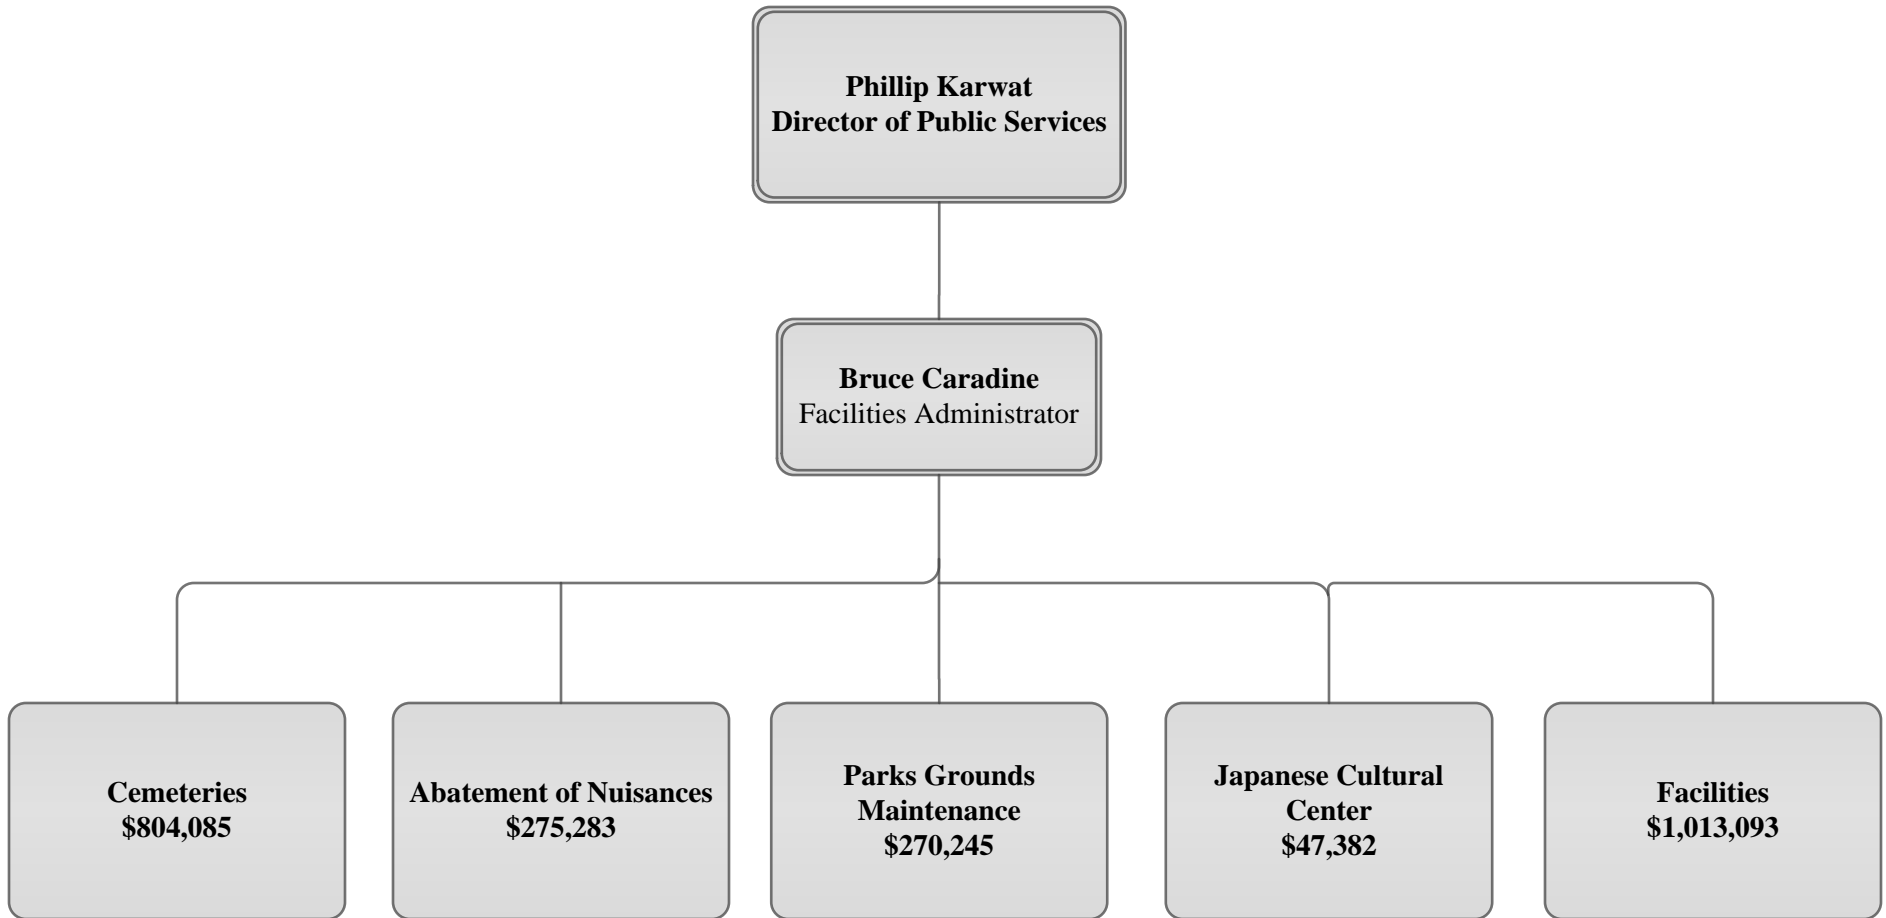 Phillip Karwat
Director of Public Services
Bruce Caradine
Facilities Administrator
Cemeteries
$804,085
Abatement of Nuisances
$275,283
Parks Grounds
Maintenance
$270,245
Japanese Cultural
Center
$47,382
Facilities
$1,013,093